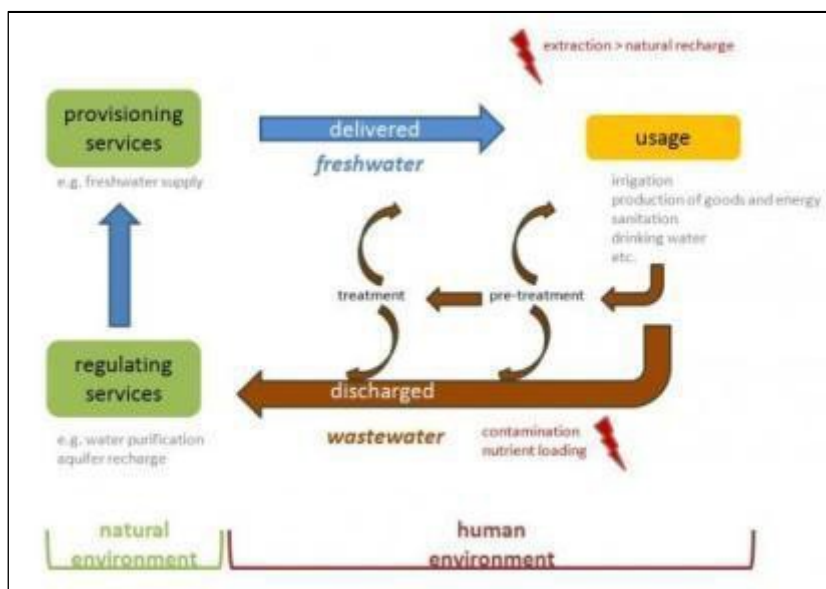 extraction > natural recharge
provisioning
services
delivered
usage
freshwater
e.g. freshwater supply
irrigation
production of goods and energy
sanitation
drinking water
etc.
treatment
pre-treatment
regulating
services
discharged
wastewater
contamination
nutrient loading
e.g. water purification
aquifer recharge
natural
environment
human
environment